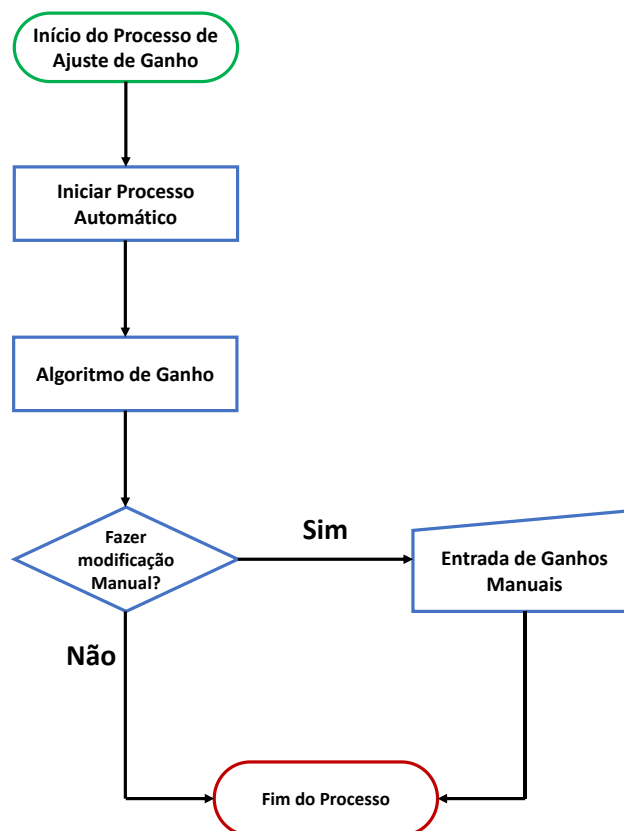 Início do Processo de
Ajuste de Ganho
Iniciar Processo
Automático
Algoritmo de Ganho
Fazer
modificação
Manual?
Sim
Entrada de Ganhos
Manuais
Não
Fim do Processo